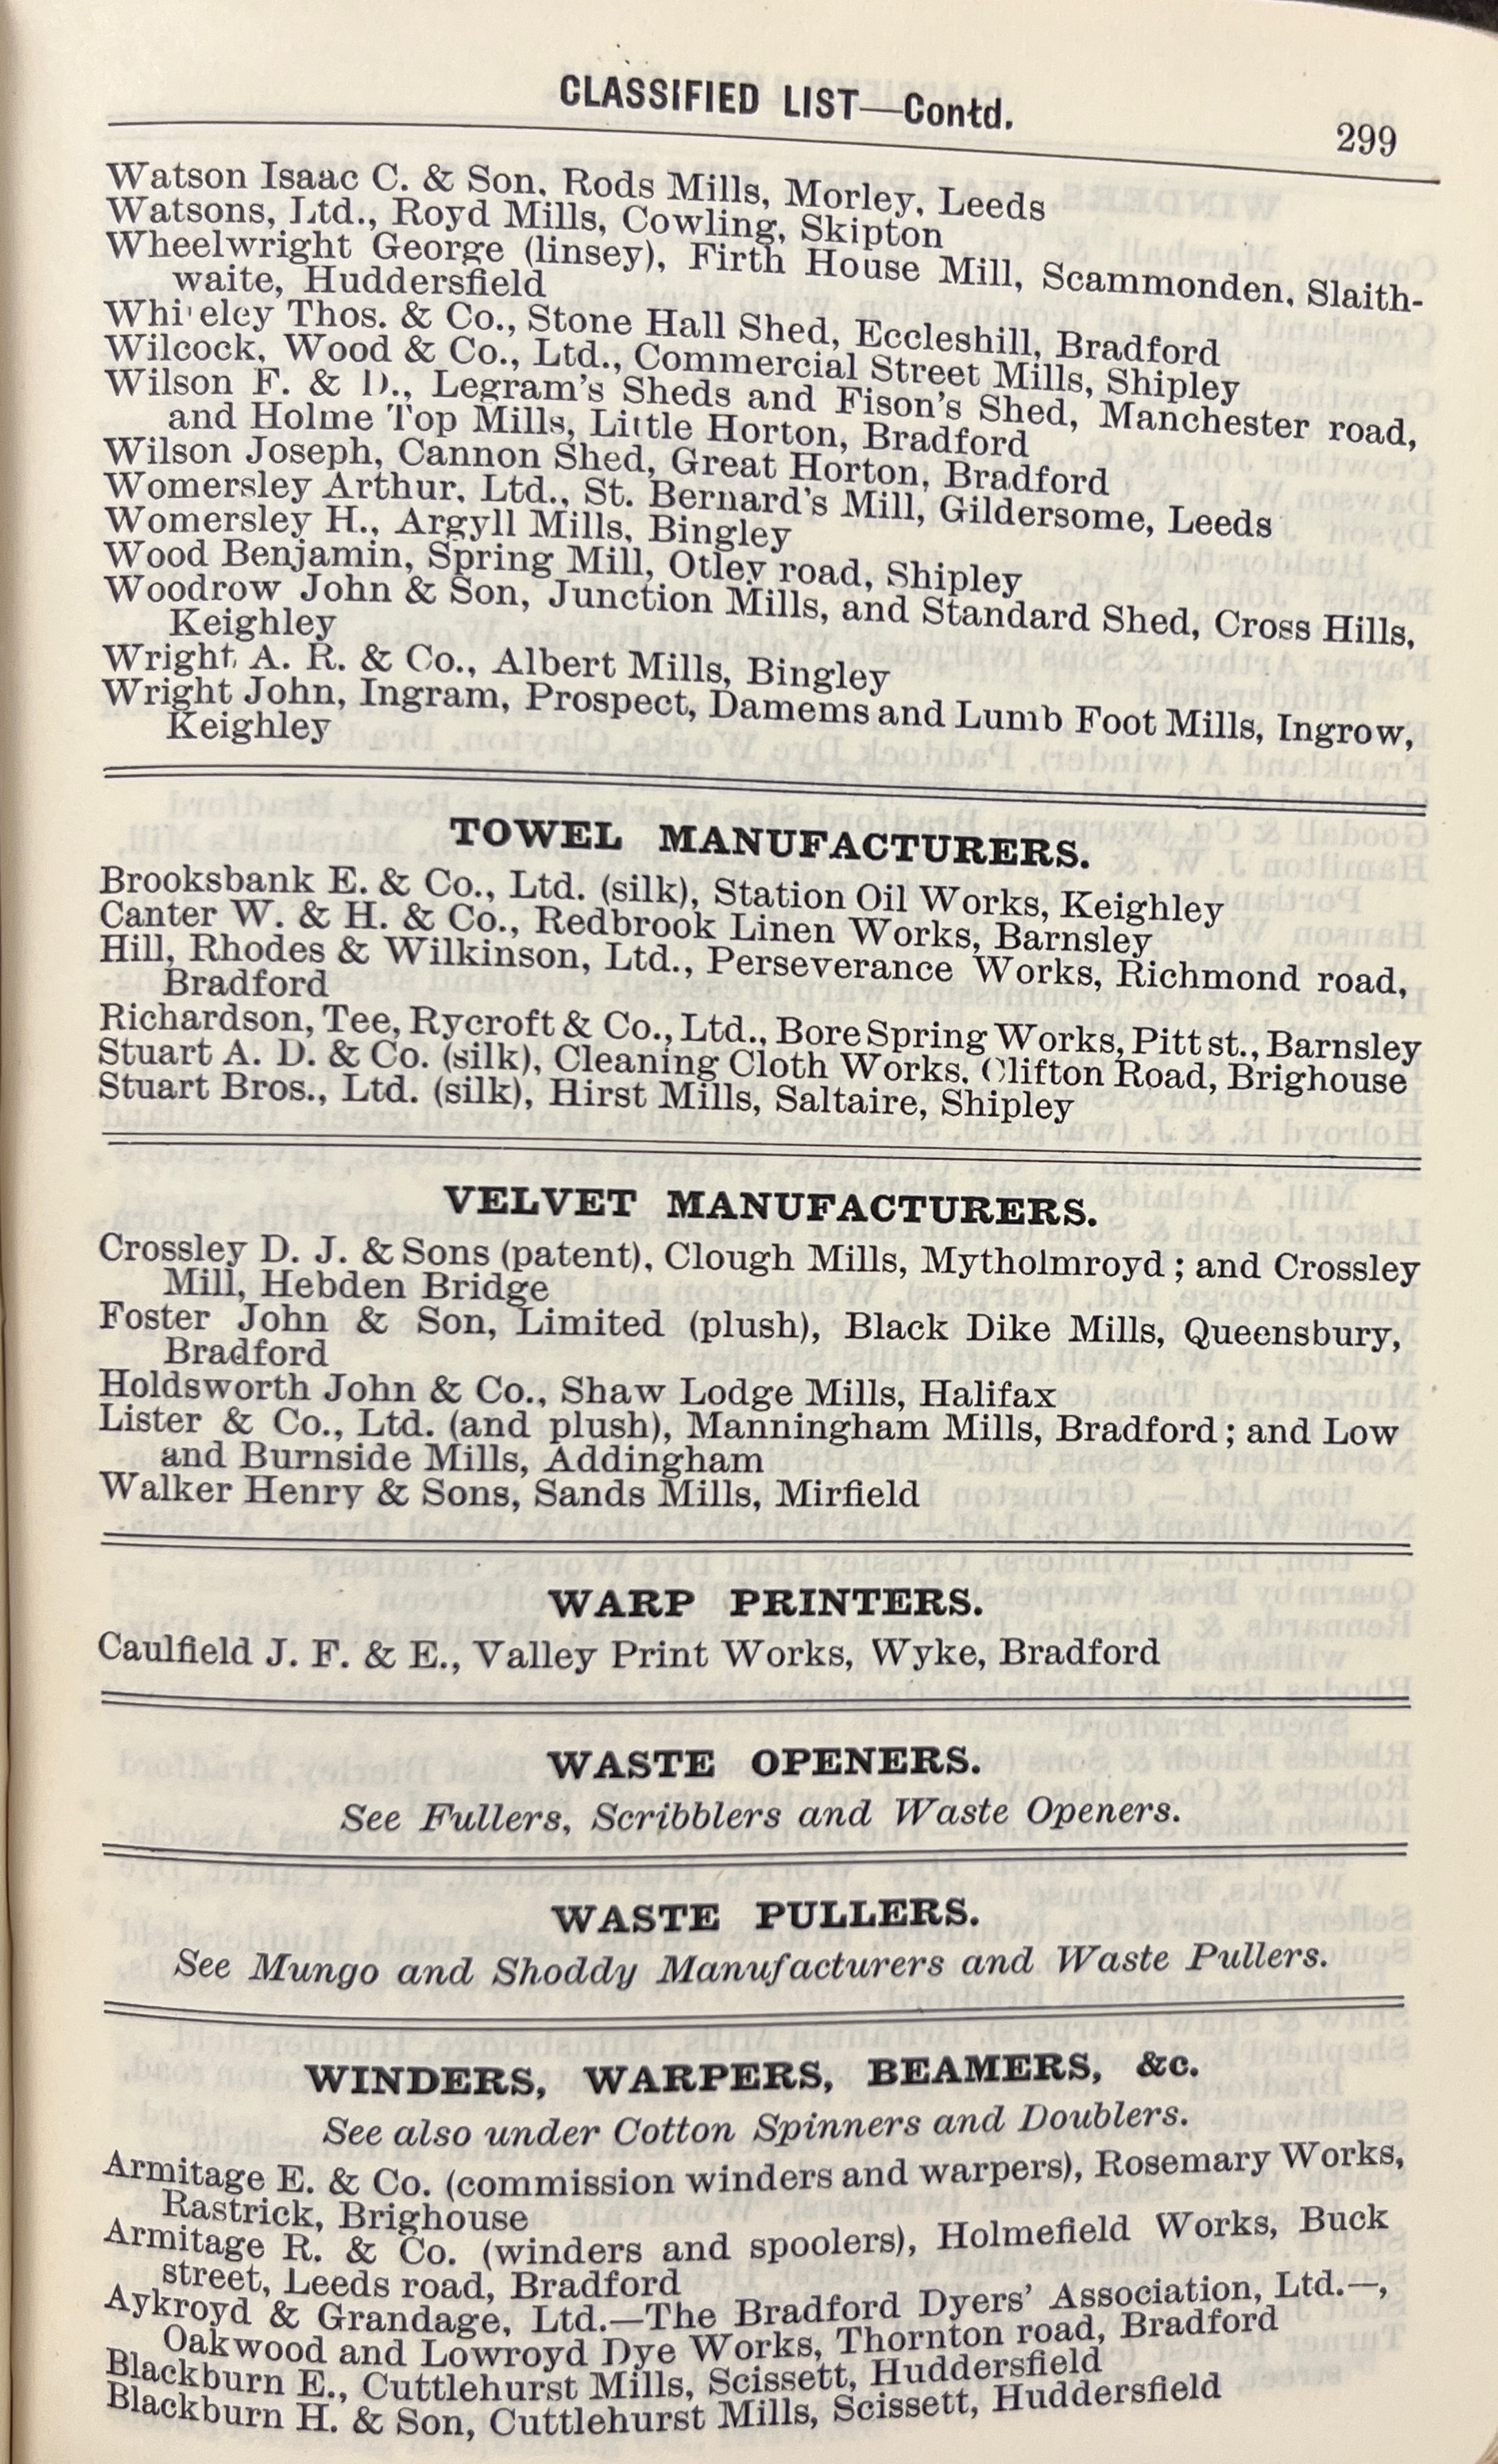 CLASSIFIED LIST—Contd.
299
Watson Isaac C. & Son, Rods Mills, Morley, Leeds
Watsons, Ltd., Royd Mills, Cowling, Skipton
Wheelwright George (linsey), Firth House Mill, Scammonden, Slaith-
waite, Huddersfield
Whi'eley Thos. & Co., Stone Hall Shed, Eccleshill, Bradford
Wilcock, Wood & Co., Ltd., Commercial Street Mills, Shipley
Wilson F. & D., Legram's Sheds and Fison's Shed, Manchester road,
and Holme Top Mills, Little Horton, Bradford
Wilson Joseph, Cannon Shed, Great Horton, Bradford
Womersley Arthur, Ltd., St. Bernard's Mill, Gildersome, Leeds
Womersley H., Argyll Mills, Bingley
Wood Benjamin, Spring Mill, Otley road, Shipley
Woodrow John & Son, Junction Mills, and Standard Shed, Cross Hills,
Keighley
Wright A. R. & Co., Albert Mills, Bingley
Wright John, Ingram, Prospect, Damems and Lumb Foot Mills, Ingrow,
Keighley
TOWEL MANUFACTURERS.
Brooksbank E. & Co., Ltd. (silk), Station Oil Works, Keighley
Canter W. & H. & Co., Redbrook Linen Works, Barnsley
Hill, Rhodes & Wilkinson, Ltd., Perseverance Works, Richmond road,
Bradford
Richardson, Tee, Rycroft & Co., Ltd., Bore Spring Works, Pitt st., Barnsley
Stuart A. D. & Co. (silk), Cleaning Cloth Works, Clifton Road, Brighouse
Stuart Bros., Ltd. (silk), Hirst Mills, Saltaire, Shipley
VELVET MANUFACTURERS.
Crossley D. J. & Sons (patent), Clough Mills, Mytholmroyd; and Crossley
Mill, Hebden Bridge
Foster John & Son, Limited (plush), Black Dike Mills, Queensbury,
Bradford
Holdsworth John & Co., Shaw Lodge Mills, Halifax
Lister & Co., Ltd. (and plush), Manningham Mills, Bradford; and Low
and Burnside Mills, Addingham
Walker Henry & Sons, Sands Mills, Mirfield
WARP PRINTERS.
Caulfield J. F. & E., Valley Print Works, Wyke, Bradford
WASTE OPENERS.
See Fullers, Scribblers and Waste Openers.
WASTE PULLERS.
See Mungo and Shoddy Manufacturers and Waste Pullers.
WINDERS, WARPERS, BEAMERS, &c.
See also under Cotton Spinners and Doublers.
Armitage E. & Co. (commission winders and warpers), Rosemary Works,
Rastrick, Brighouse
Armitage R. & Co. (winders and spoolers), Holmefield Works, Buck
street, Leeds road, Bradford
Aykroyd & Grandage, Ltd.—The Bradford Dyers' Association, Ltd.—,
Oakwood and Lowroyd Dye Works, Thornton road, Bradford
Blackburn E., Cuttlehurst Mills, Scissett, Huddersfield
Blackburn H. & Son, Cuttlehurst Mills, Scissett, Huddersfield